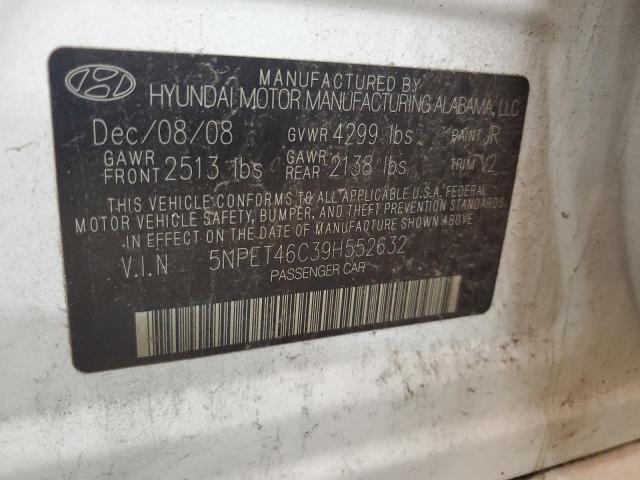 MANUFACTURED BY
HYUNDAI MOTOR MANUFACTURING ALABAMA, LLC
Dec/08/08 GVWR 4299 lbs PAINT JR
GAWR FRONT 2513 lbs GAWR REAR 2138 lbs TRIM V2
THIS VEHICLE CONFORMS TO ALL APPLICABLE U.S.A. FEDERAL
MOTOR VEHICLE SAFETY, BUMPER, AND THEFT PREVENTION STANDARDS
IN EFFECT ON THE DATE OF MANUFACTURE SHOWN ABOVE
V.I.N 5NPET46C39H552632
PASSENGER CAR